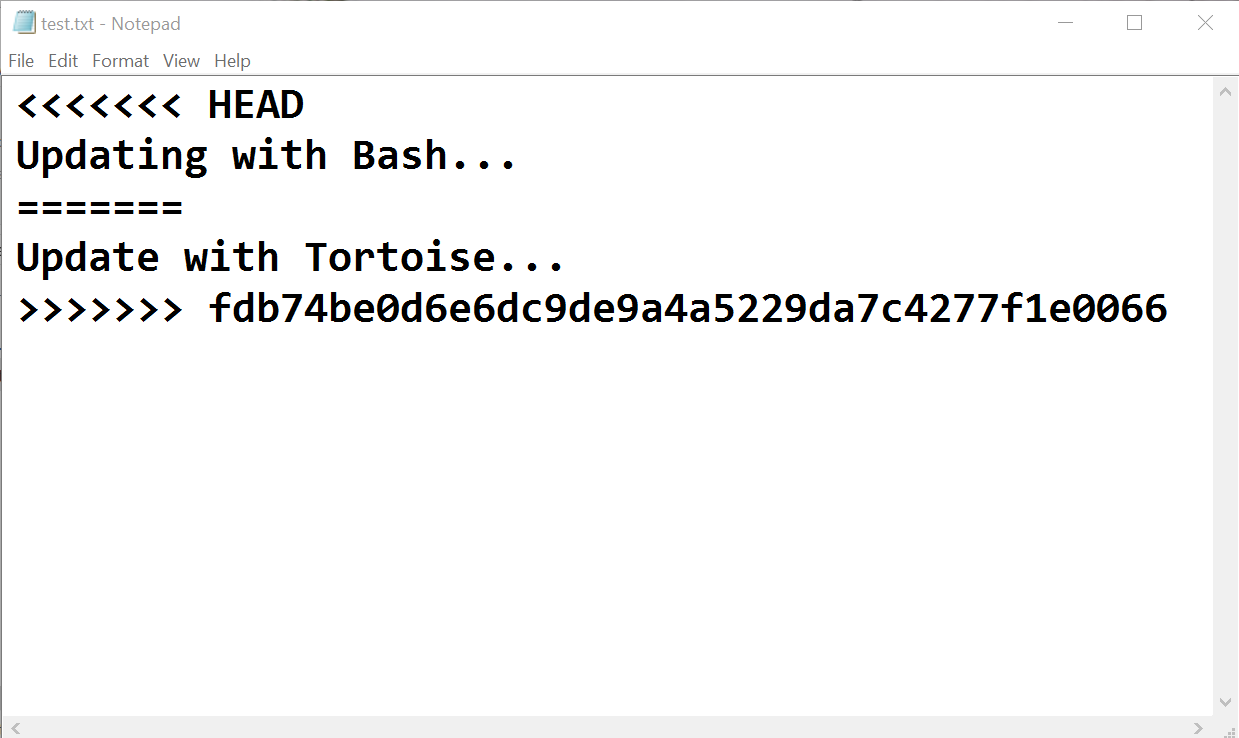 test.txt - Notepad
File Edit Format View Help
<<<<<<< HEAD
Updating with Bash...
=======
Update with Tortoise...
>>>>>>> fdb74be0d6e6dc9de9a4a5229da7c4277f1e0066